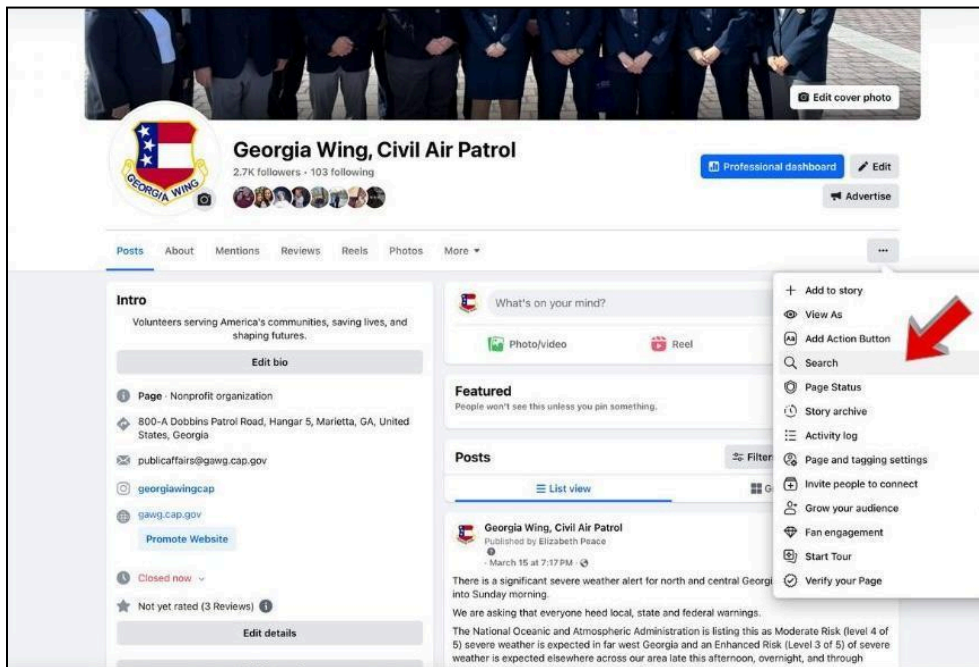 Edit cover photo
GEORGIA WING
Georgia Wing, Civil Air Patrol
2.7K followers · 103 following
Professional dashboard
Edit
Advertise
Posts About Mentions Reviews Reels Photos More
Intro
Volunteers serving America's communities, saving lives, and
shaping futures.
Edit bio
Page · Nonprofit organization
800-A Dobbins Patrol Road, Hangar 5, Marietta, GA, United
States, Georgia
publicaffairs@gawg.cap.gov
georgiawingcap
gawg.cap.gov
Promote Website
Closed now
Not yet rated (3 Reviews)
Edit details
What's on your mind?
Photo/video
Reel
Featured
People won't see this unless you pin something.
Posts
Filters
List view
G
Georgia Wing, Civil Air Patrol
Published by Elizabeth Peace
· March 15 at 7:17 PM ·
There is a significant severe weather alert for north and central Georgi
into Sunday morning.
We are asking that everyone heed local, state and federal warnings.
The National Oceanic and Atmospheric Administration is listing this as Moderate Risk (level 4 of
5) severe weather is expected in far west Georgia and an Enhanced Risk (Level 3 of 5) of severe
weather is expected elsewhere across our area late this afternoon, overnight, and through
Add to story
View As
Aa Add Action Button
Search
Page Status
Story archive
Activity log
Page and tagging settings
Invite people to connect
Grow your audience
Fan engagement
Start Tour
Verify your Page